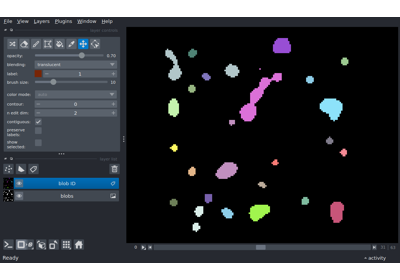 File View Layers Plugins Window Help
opacity: 0.70
blending: translucent
label: 1
brush size: 10
color mode:
contour: 0
n edit dim: 2
contiguous:
preserve
labels:
show
selected:
blob ID
blobs
0
Ready
activity